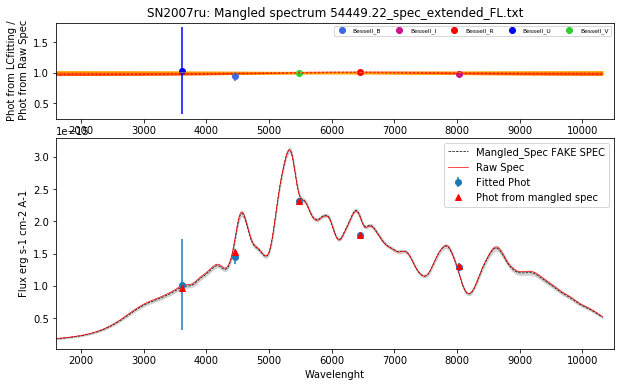 SN2007ru: Mangled spectrum 54449.22_spec_extended_FL.txt
Phot from LCfitting /
Phot from Raw Spec
1.5
1.0
0.5
Bessell_B
Bessell_I
Bessell_R
Bessell_U
Bessell_V
2000 3000 4000 5000 6000 7000 8000 9000 10000
1e−15
Flux erg s-1 cm-2 A-1
3.0
2.5
2.0
1.5
1.0
0.5
Mangled_Spec FAKE SPEC
Raw Spec
Fitted Phot
Phot from mangled spec
2000 3000 4000 5000 6000 7000 8000 9000 10000
Wavelenght